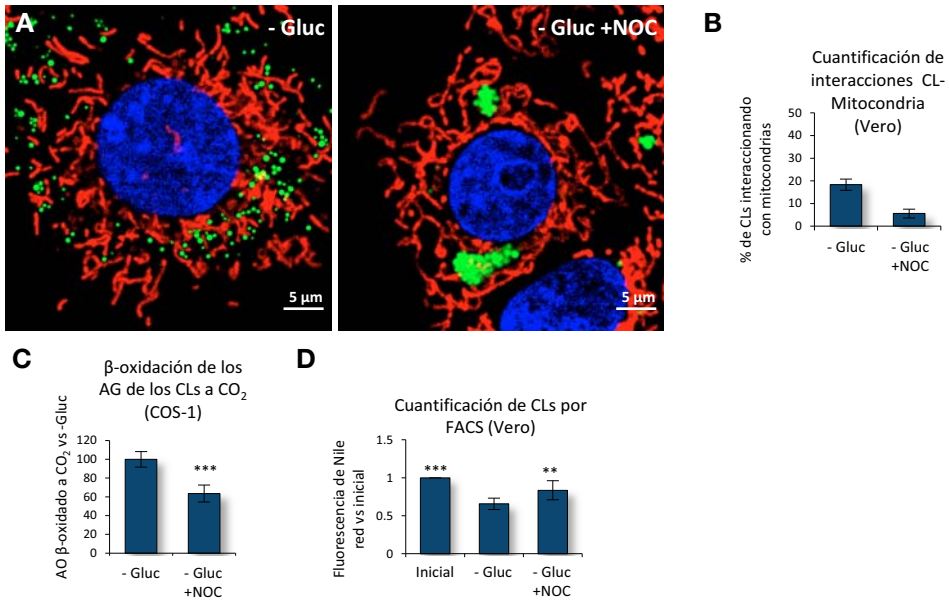 A
- Gluc
5 µm
- Gluc +NOC
5 µm
B
Cuantificación de
interacciones CL-
Mitocondria
(Vero)
% de CLs interaccionando
con mitocondrias
50
40
30
20
10
0
- Gluc
- Gluc
+NOC
C
β-oxidación de los
AG de los CLs a CO₂
(COS-1)
AO β-oxidado a CO₂ vs -Gluc
120
100
80
60
40
20
0
***
- Gluc
- Gluc
+NOC
D
Cuantificación de CLs por
FACS (Vero)
Fluorescencia de Nile
red vs inicial
1.5
1
0.5
0
***
**
Inicial
- Gluc
- Gluc
+NOC